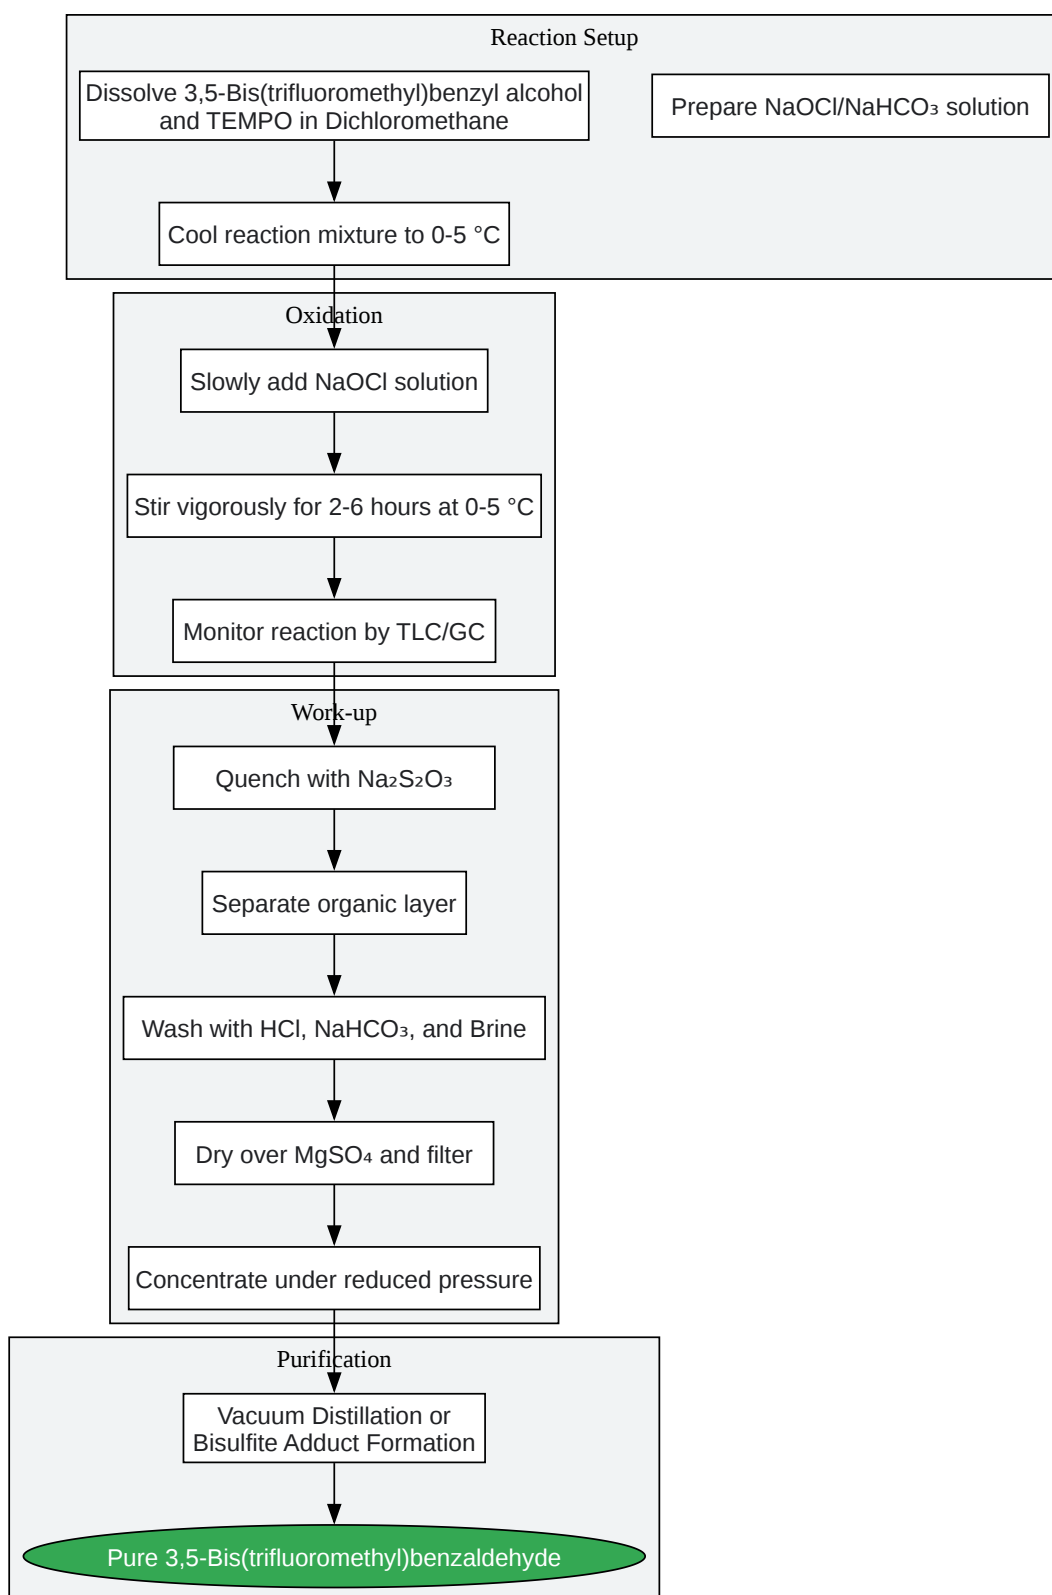 Reaction Setup
Dissolve 3,5-Bis(trifluoromethyl)benzyl alcohol
and TEMPO in Dichloromethane
Prepare NaOCl/NaHCO₃ solution
Cool reaction mixture to 0-5 °C
Oxidation
Slowly add NaOCl solution
Stir vigorously for 2-6 hours at 0-5 °C
Monitor reaction by TLC/GC
Work-up
Quench with Na₂S₂O₃
Separate organic layer
Wash with HCl, NaHCO₃, and Brine
Dry over MgSO₄ and filter
Concentrate under reduced pressure
Purification
Vacuum Distillation or
Bisulfite Adduct Formation
Pure 3,5-Bis(trifluoromethyl)benzaldehyde